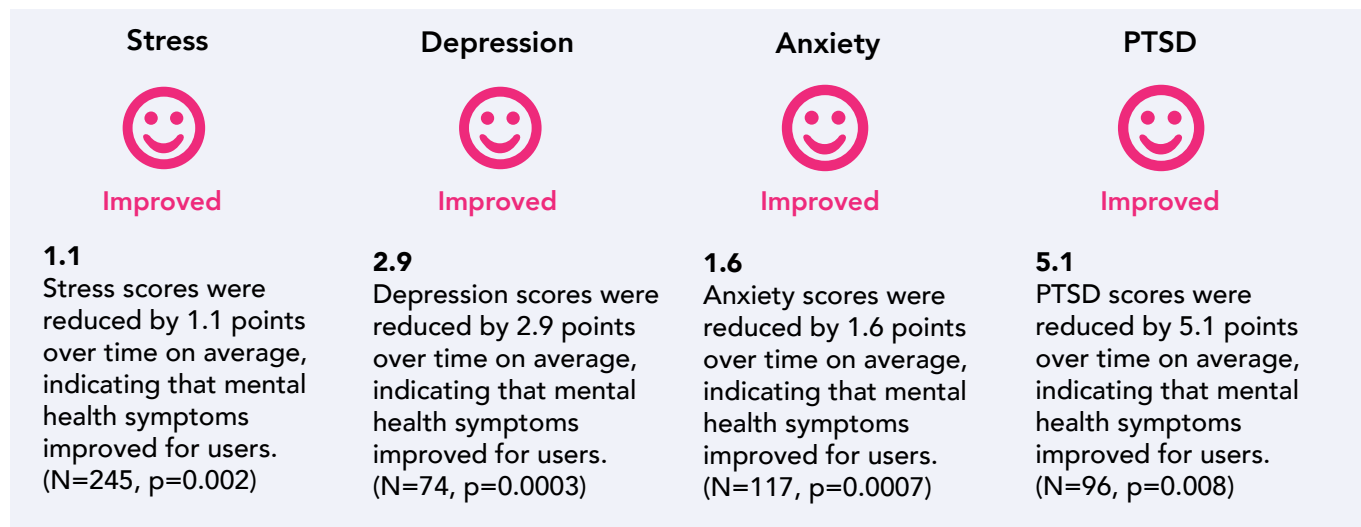 Stress
Improved
1.1
Stress scores were
reduced by 1.1 points
over time on average,
indicating that mental
health symptoms
improved for users.
(N=245, p=0.002)
Depression
Improved
2.9
Depression scores were
reduced by 2.9 points
over time on average,
indicating that mental
health symptoms
improved for users.
(N=74, p=0.0003)
Anxiety
Improved
1.6
Anxiety scores were
reduced by 1.6 points
over time on average,
indicating that mental
health symptoms
improved for users.
(N=117, p=0.0007)
PTSD
Improved
5.1
PTSD scores were
reduced by 5.1 points
over time on average,
indicating that mental
health symptoms
improved for users.
(N=96, p=0.008)